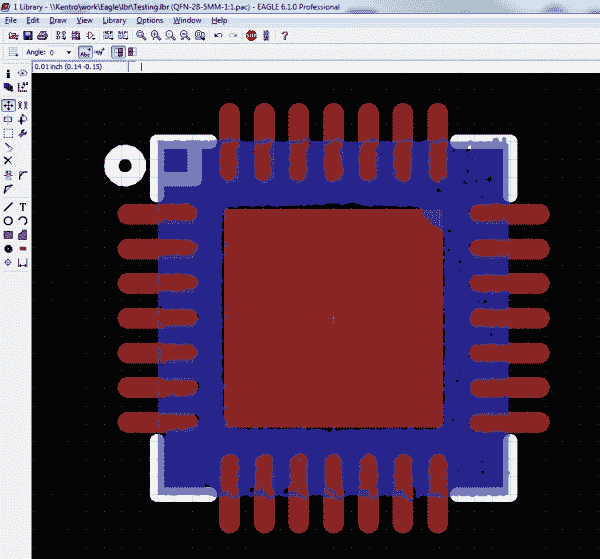 1 Library - \\Kentro\work\Eagle\lbr\Testing.lbr (QFN-28-5MM-1:1.pac) - EAGLE 6.1.0 Professional
File Edit Draw View Library Options Window Help
Angle: 0 Abc
0.01 inch (0.14 -0.15)